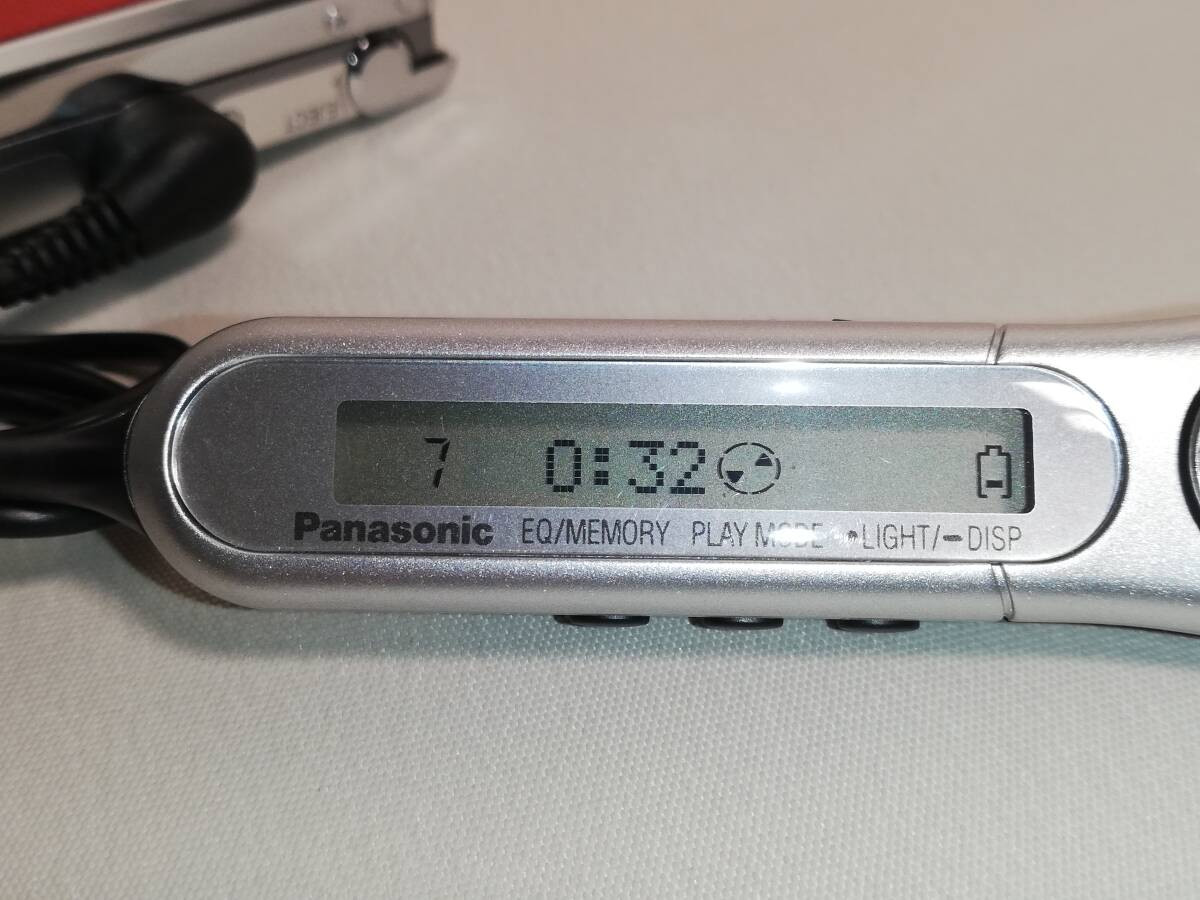 EJECT
7 0:32
Panasonic EQ/MEMORY PLAY MODE •LIGHT/–DISP